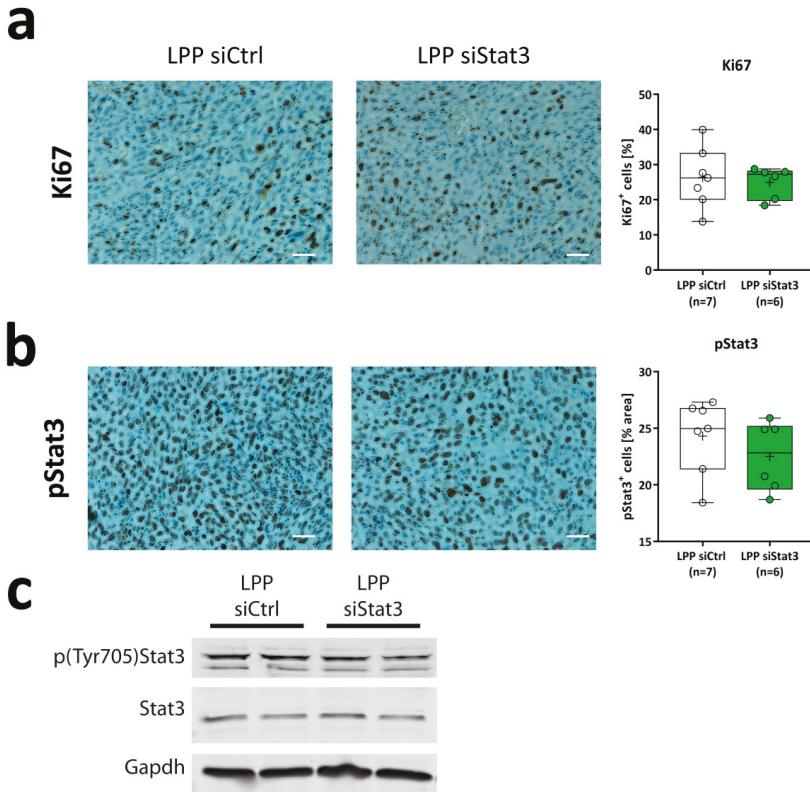 a
LPP siCtrl
LPP siStat3
Ki67
Ki67
Ki67⁺ cells [%]
50
40
30
20
10
0
LPP siCtrl
(n=7)
LPP siStat3
(n=6)
b
pStat3
pStat3
pStat3⁺ cells [% area]
30
25
20
15
LPP siCtrl
(n=7)
LPP siStat3
(n=6)
c
LPP
siCtrl
LPP
siStat3
p(Tyr705)Stat3
Stat3
Gapdh